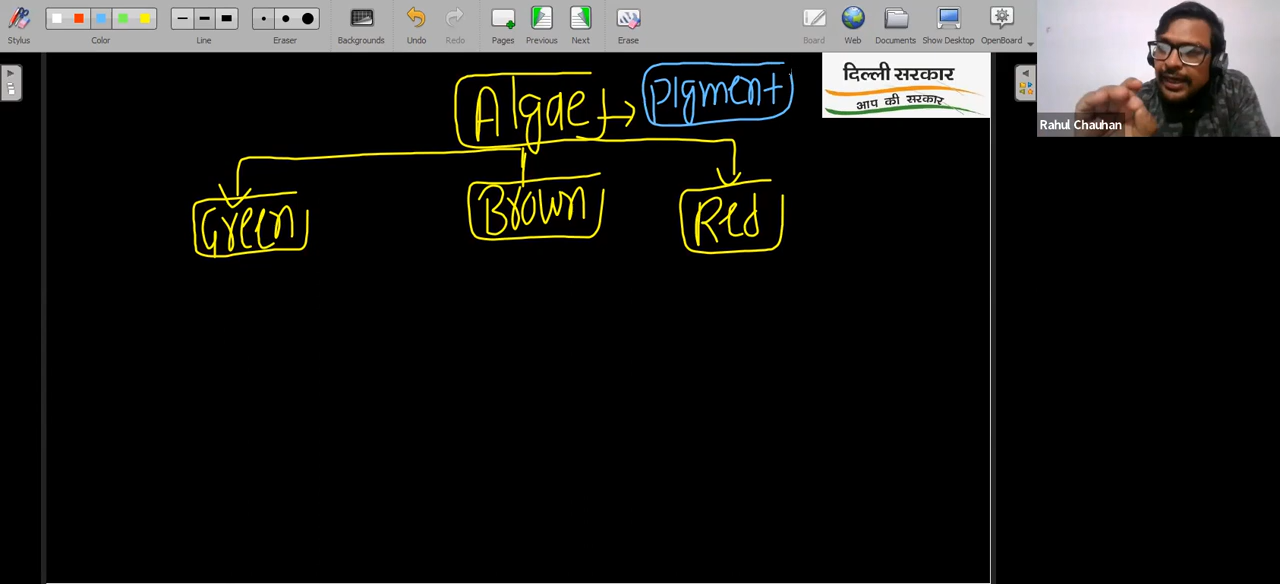 Stylus
Color
Line
Eraser
Backgrounds
Undo
Redo
Pages
Previous
Next
Erase
Board
Web
Documents
Show Desktop
OpenBoard
Algae → Pigment
दिल्ली सरकार
आप की सरकार
Rahul Chauhan
Green
Brown
Red